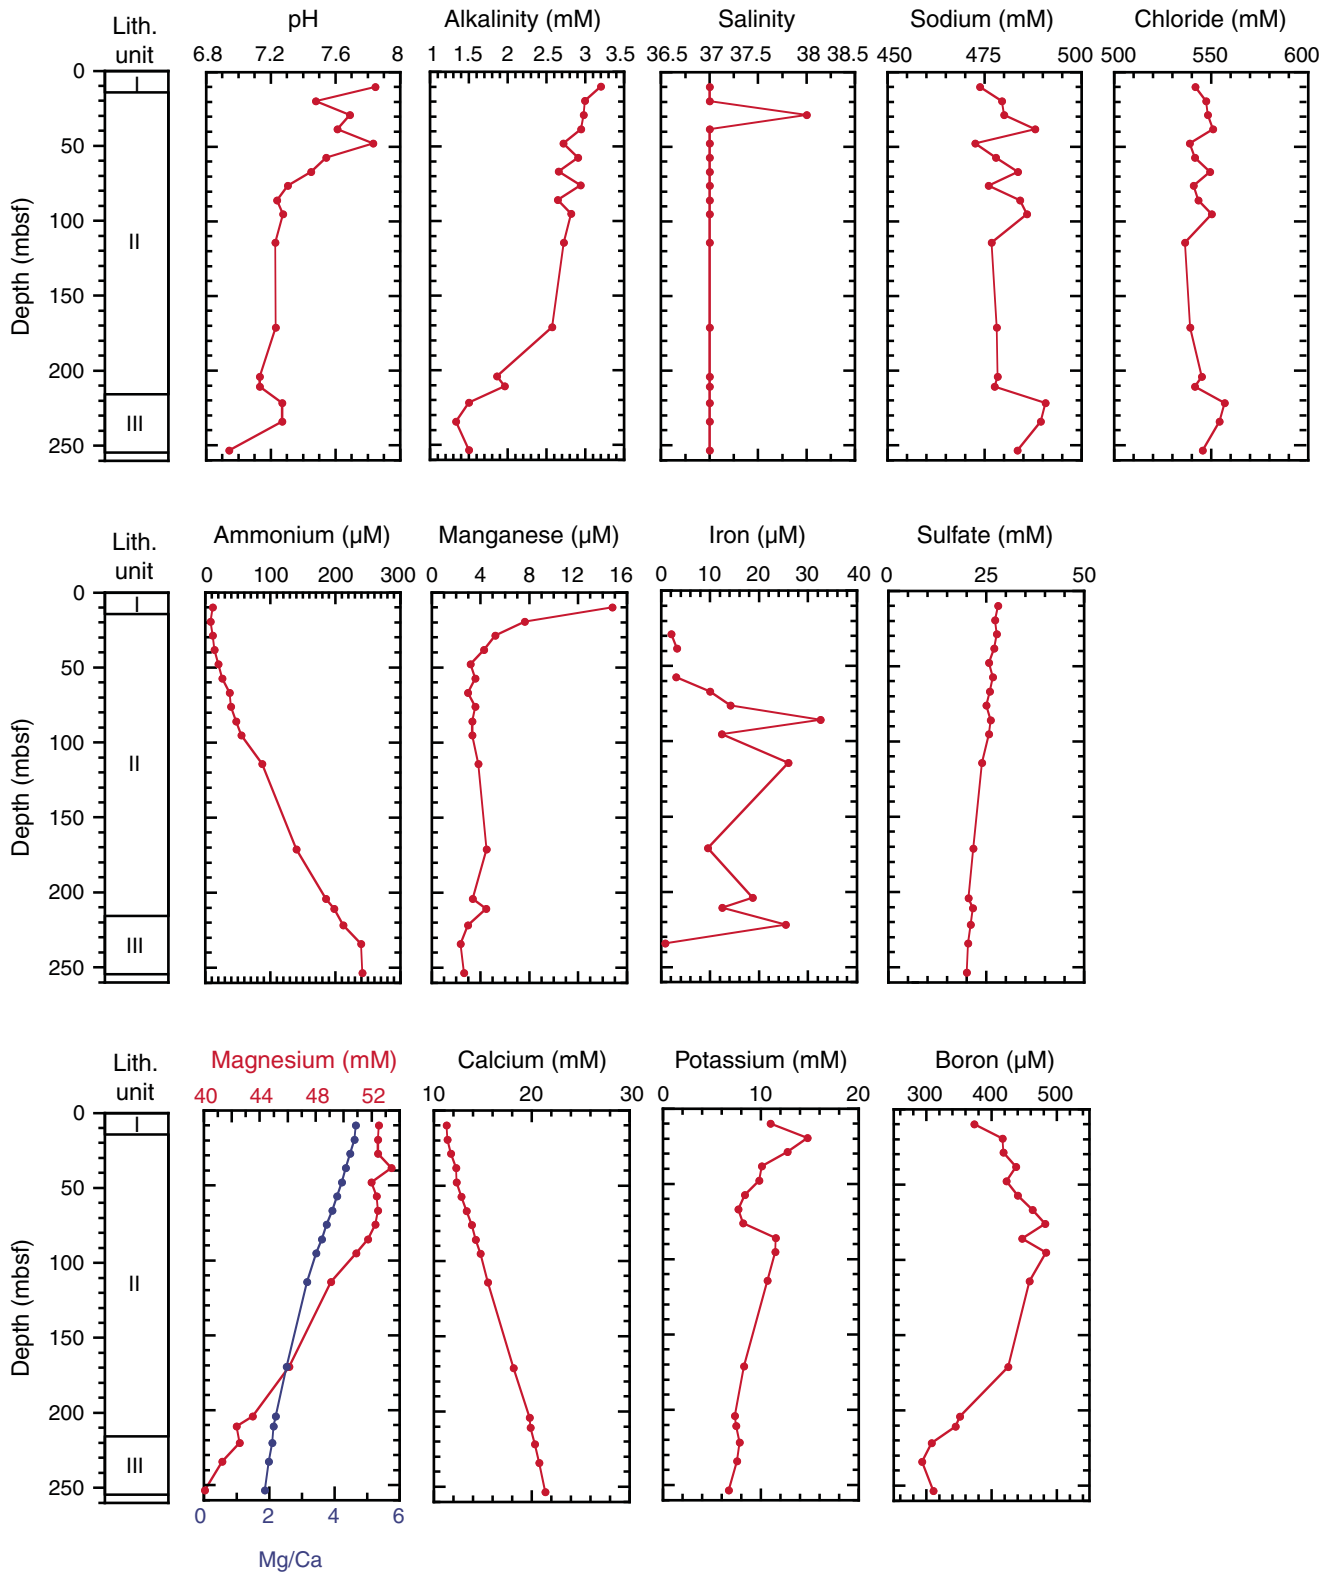 Lith. unit
pH
Alkalinity (mM)
Salinity
Sodium (mM)
Chloride (mM)
6.8 7.2 7.6 8
1 1.5 2 2.5 3 3.5
36.5 37 37.5 38 38.5
450 475 500
500 550 600
Depth (mbsf)
0
50
100
150
200
250
I
II
III
Lith. unit
Ammonium (µM)
Manganese (µM)
Iron (µM)
Sulfate (mM)
0 100 200 300
0 4 8 12 16
0 10 20 30 40
0 25 50
Depth (mbsf)
0
50
100
150
200
250
I
II
III
Lith. unit
Magnesium (mM)
Calcium (mM)
Potassium (mM)
Boron (µM)
40 44 48 52
10 20 30
0 10 20
300 400 500
Depth (mbsf)
0
50
100
150
200
250
I
II
III
0 2 4 6
Mg/Ca